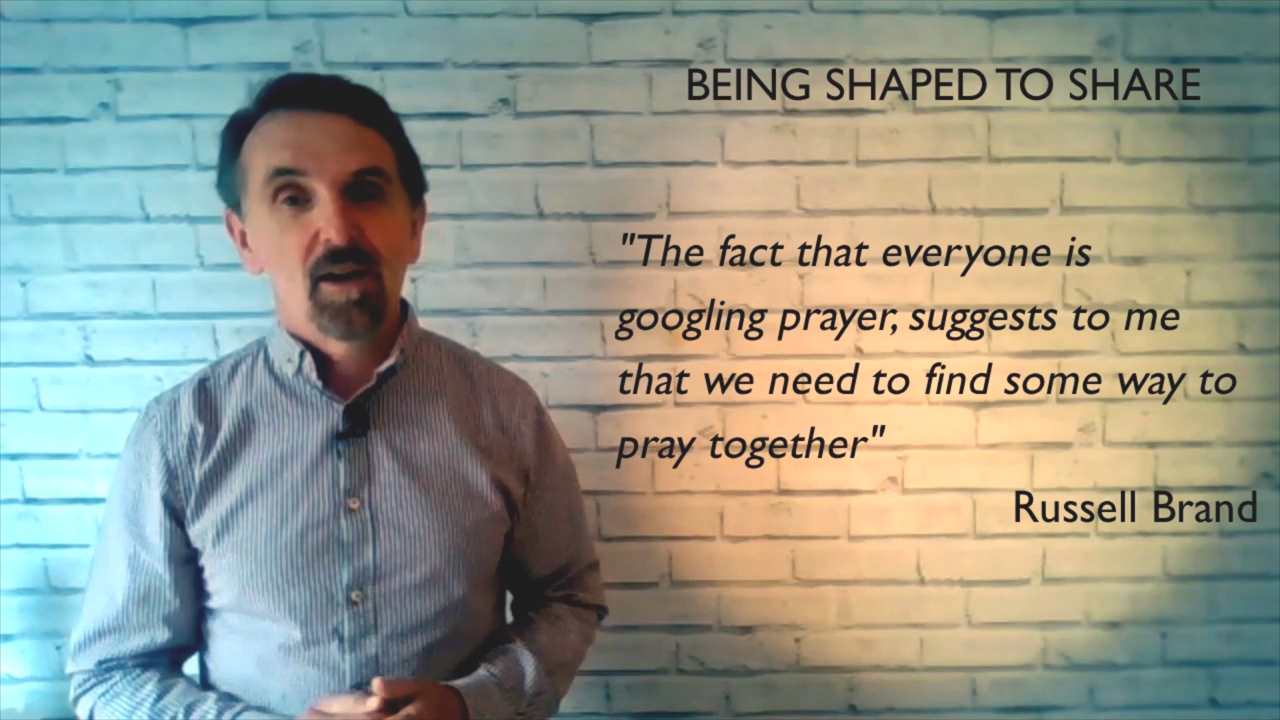 BEING SHAPED TO SHARE
"The fact that everyone is
googling prayer, suggests to me
that we need to find some way to
pray together"
Russell Brand